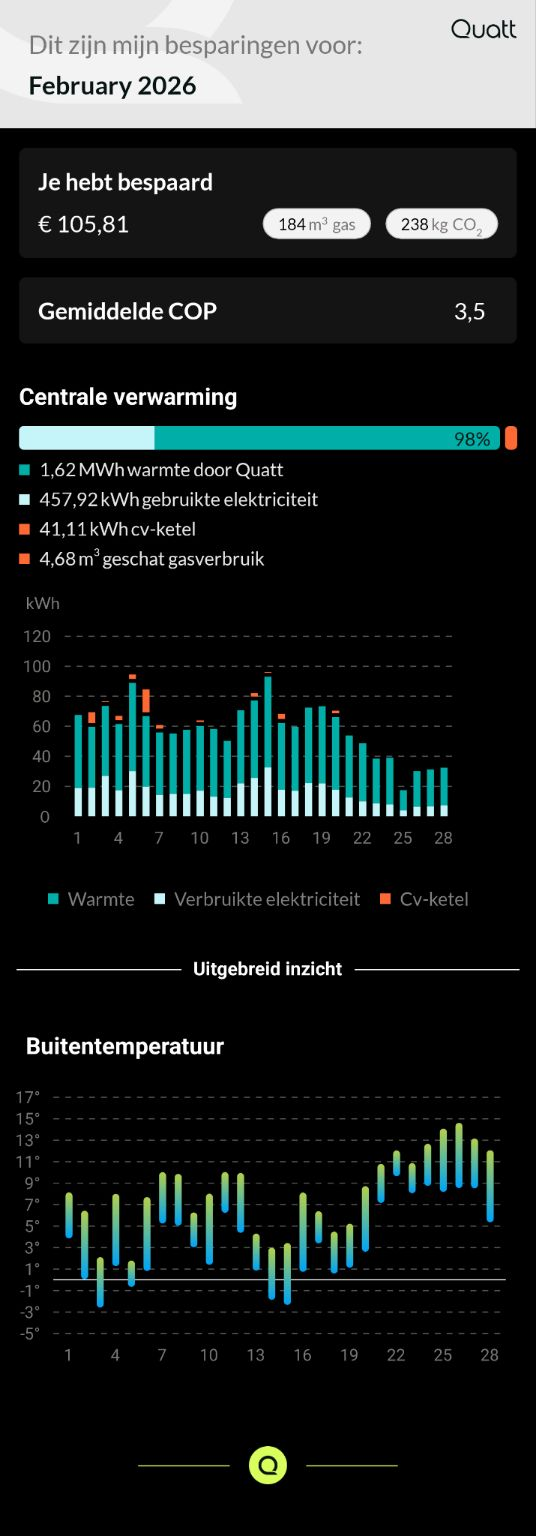 Quatt
Dit zijn mijn besparingen voor:
February 2026
Je hebt bespaard
€ 105,81
184 m³ gas
238 kg CO₂
Gemiddelde COP
3,5
Centrale verwarming
98%
1,62 MWh warmte door Quatt
457,92 kWh gebruikte elektriciteit
41,11 kWh cv-ketel
4,68 m³ geschat gasverbruik
kWh
120
100
80
60
40
20
0
1 4 7 10 13 16 19 22 25 28
Warmte Verbruikte elektriciteit Cv-ketel
Uitgebreid inzicht
Buitentemperatuur
17°
15°
13°
11°
9°
7°
5°
3°
1°
-1°
-3°
-5°
1 4 7 10 13 16 19 22 25 28